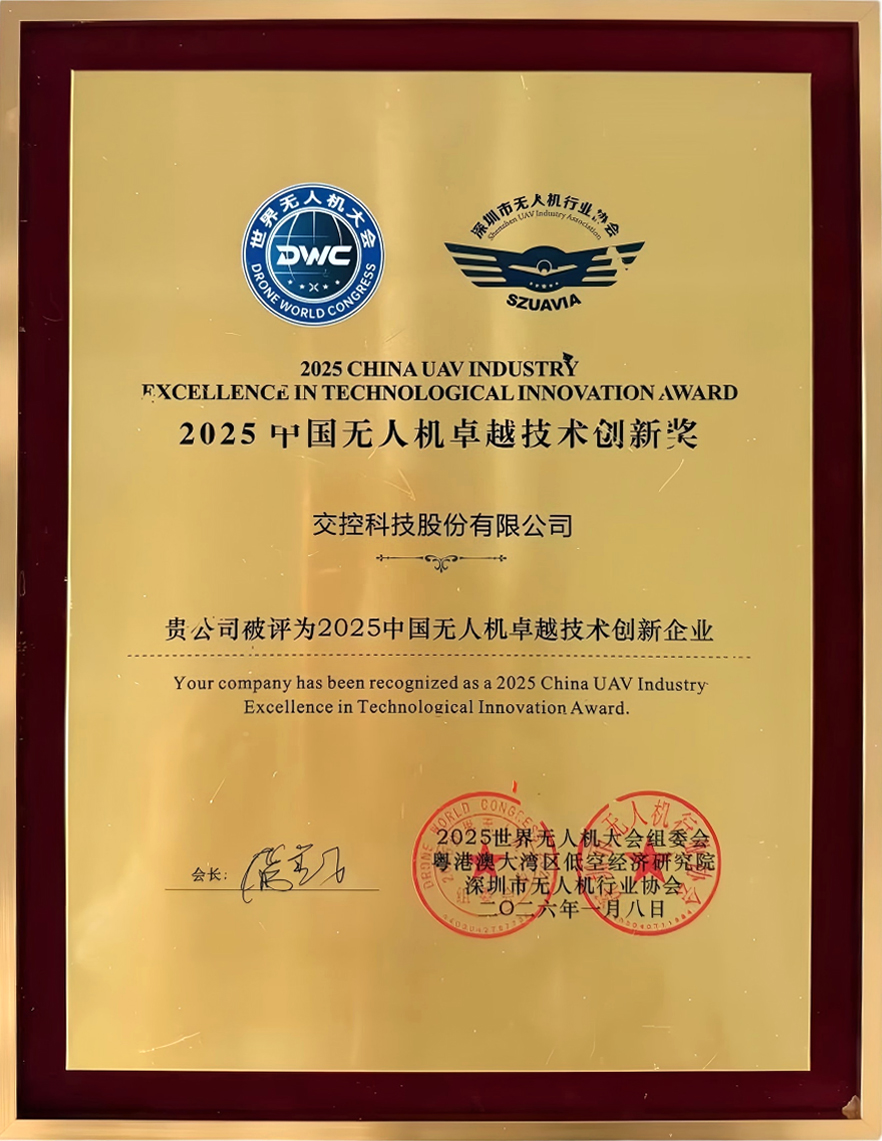 世界无人机大会
DWC
DRONE WORLD CONGRESS
深圳市无人机行业协会
Shenzhen UAV Industry Association
SZUAVIA
2025 CHINA UAV INDUSTRY
EXCELLENCE IN TECHNOLOGICAL INNOVATION AWARD
2025 中国无人机卓越技术创新奖
交控科技股份有限公司
贵公司被评为2025中国无人机卓越技术创新企业
Your company has been recognized as a 2025 China UAV Industry
Excellence in Technological Innovation Award.
会长:
2025世界无人机大会组委会
粤港澳大湾区低空经济研究院
深圳市无人机行业协会
二〇二六年一月八日
DRONE WORLD CONGRESS